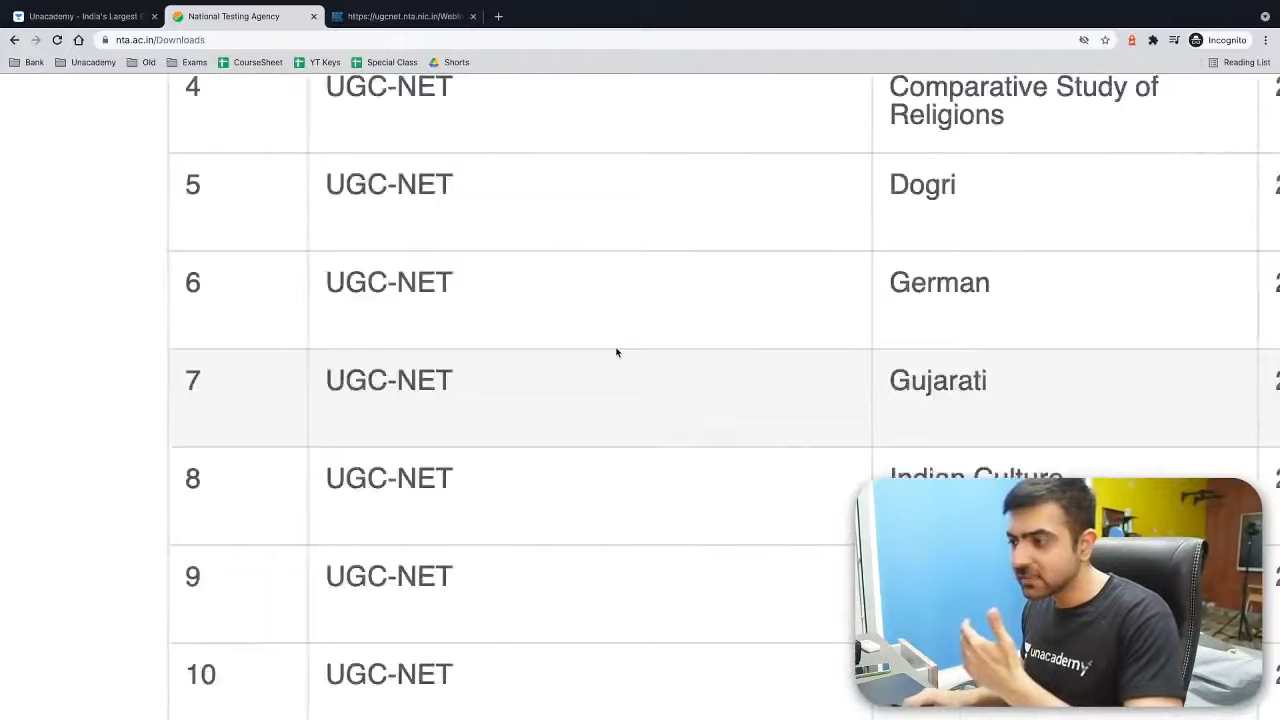 Unacademy - India's Largest
National Testing Agency
https://ugcnet.nta.nic.in/Webin
nta.ac.in/Downloads
Incognito
Bank
Unacademy
Old
Exams
CourseSheet
YT Keys
Special Class
Shorts
Reading List
4 UGC-NET Comparative Study of
Religions
5 UGC-NET Dogri
6 UGC-NET German
7 UGC-NET Gujarati
8 UGC-NET Indian Culture
9 UGC-NET
10 UGC-NET
unacademy